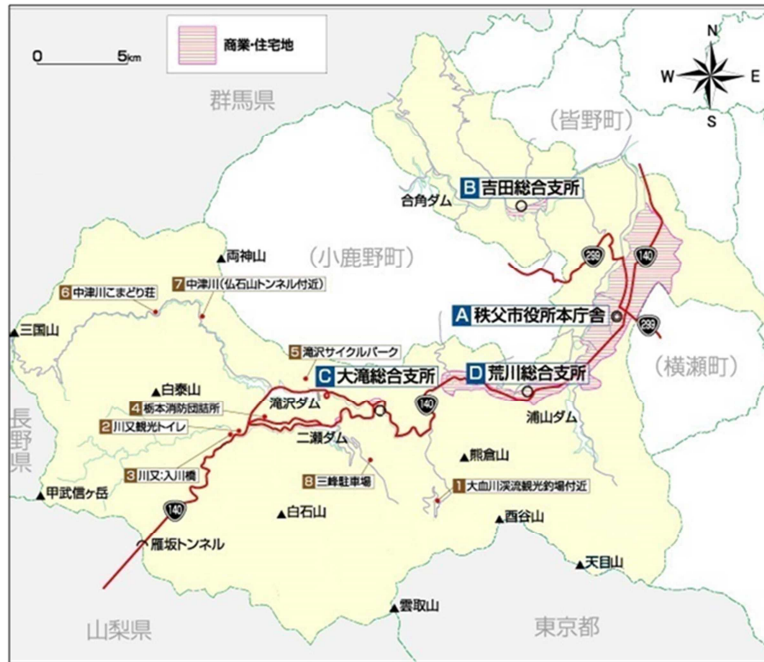 0 5km
商業・住宅地
N
W E
S
群馬県
(皆野町)
B 吉田総合支所
合角ダム
両神山
(小鹿野町)
299
140
6 中津川こまどり荘
7 中津川(仏石山トンネル付近)
A 秩父市役所本庁舎
299
三国山
5 滝沢サイクルパーク
(横瀬町)
C 大滝総合支所
D 荒川総合支所
白泰山
滝沢ダム
140
4 栃本消防団詰所
浦山ダム
長野県
2 川又観光トイレ
二瀬ダム
熊倉山
3 川又:入川橋
8 三峰駐車場
1 大血川渓流観光釣場付近
甲武信ヶ岳
140
白石山
酉谷山
雁坂トンネル
天目山
雲取山
山梨県
東京都